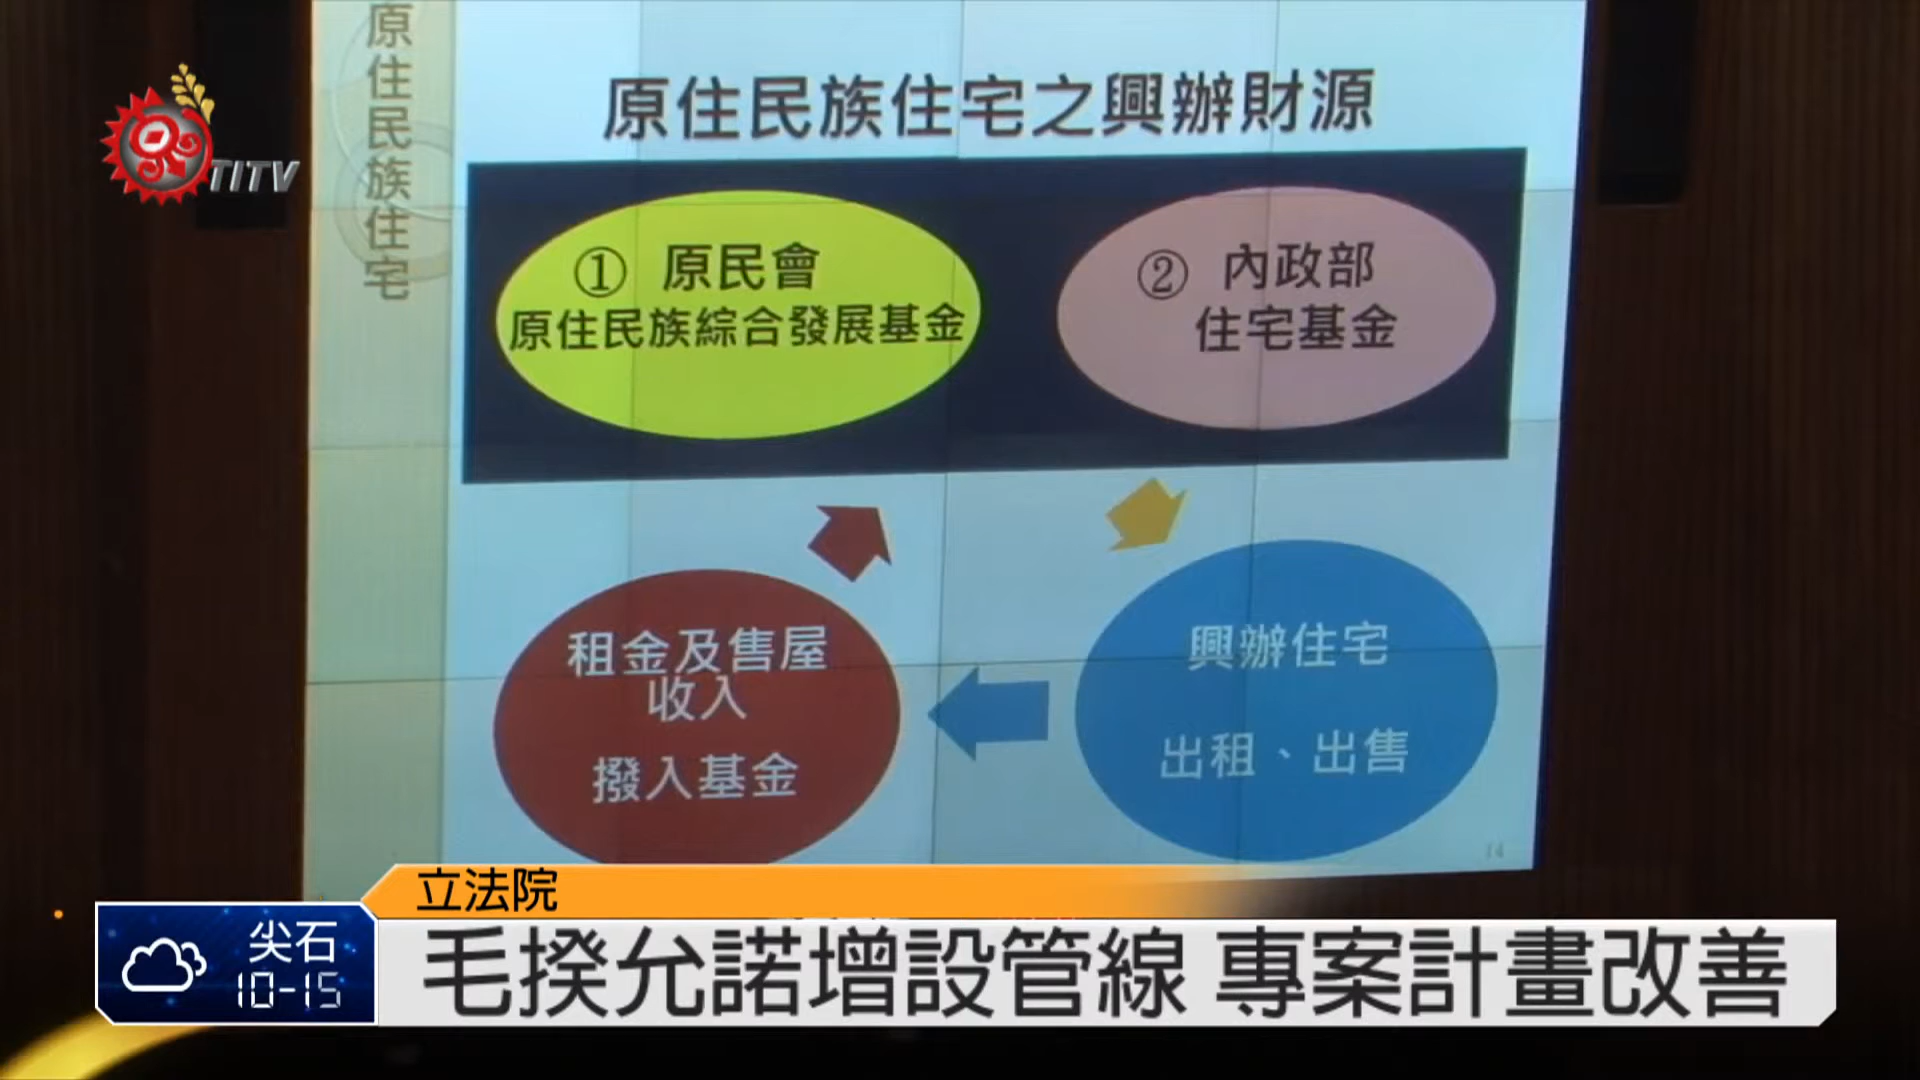 原住民族住宅
TITV
原住民族住宅之興辦財源
① 原民會
原住民族綜合發展基金
② 內政部
住宅基金
租金及售屋
收入
撥入基金
興辦住宅
出租、出售
14
立法院
尖石
10-15
毛揆允諾增設管線 專案計畫改善